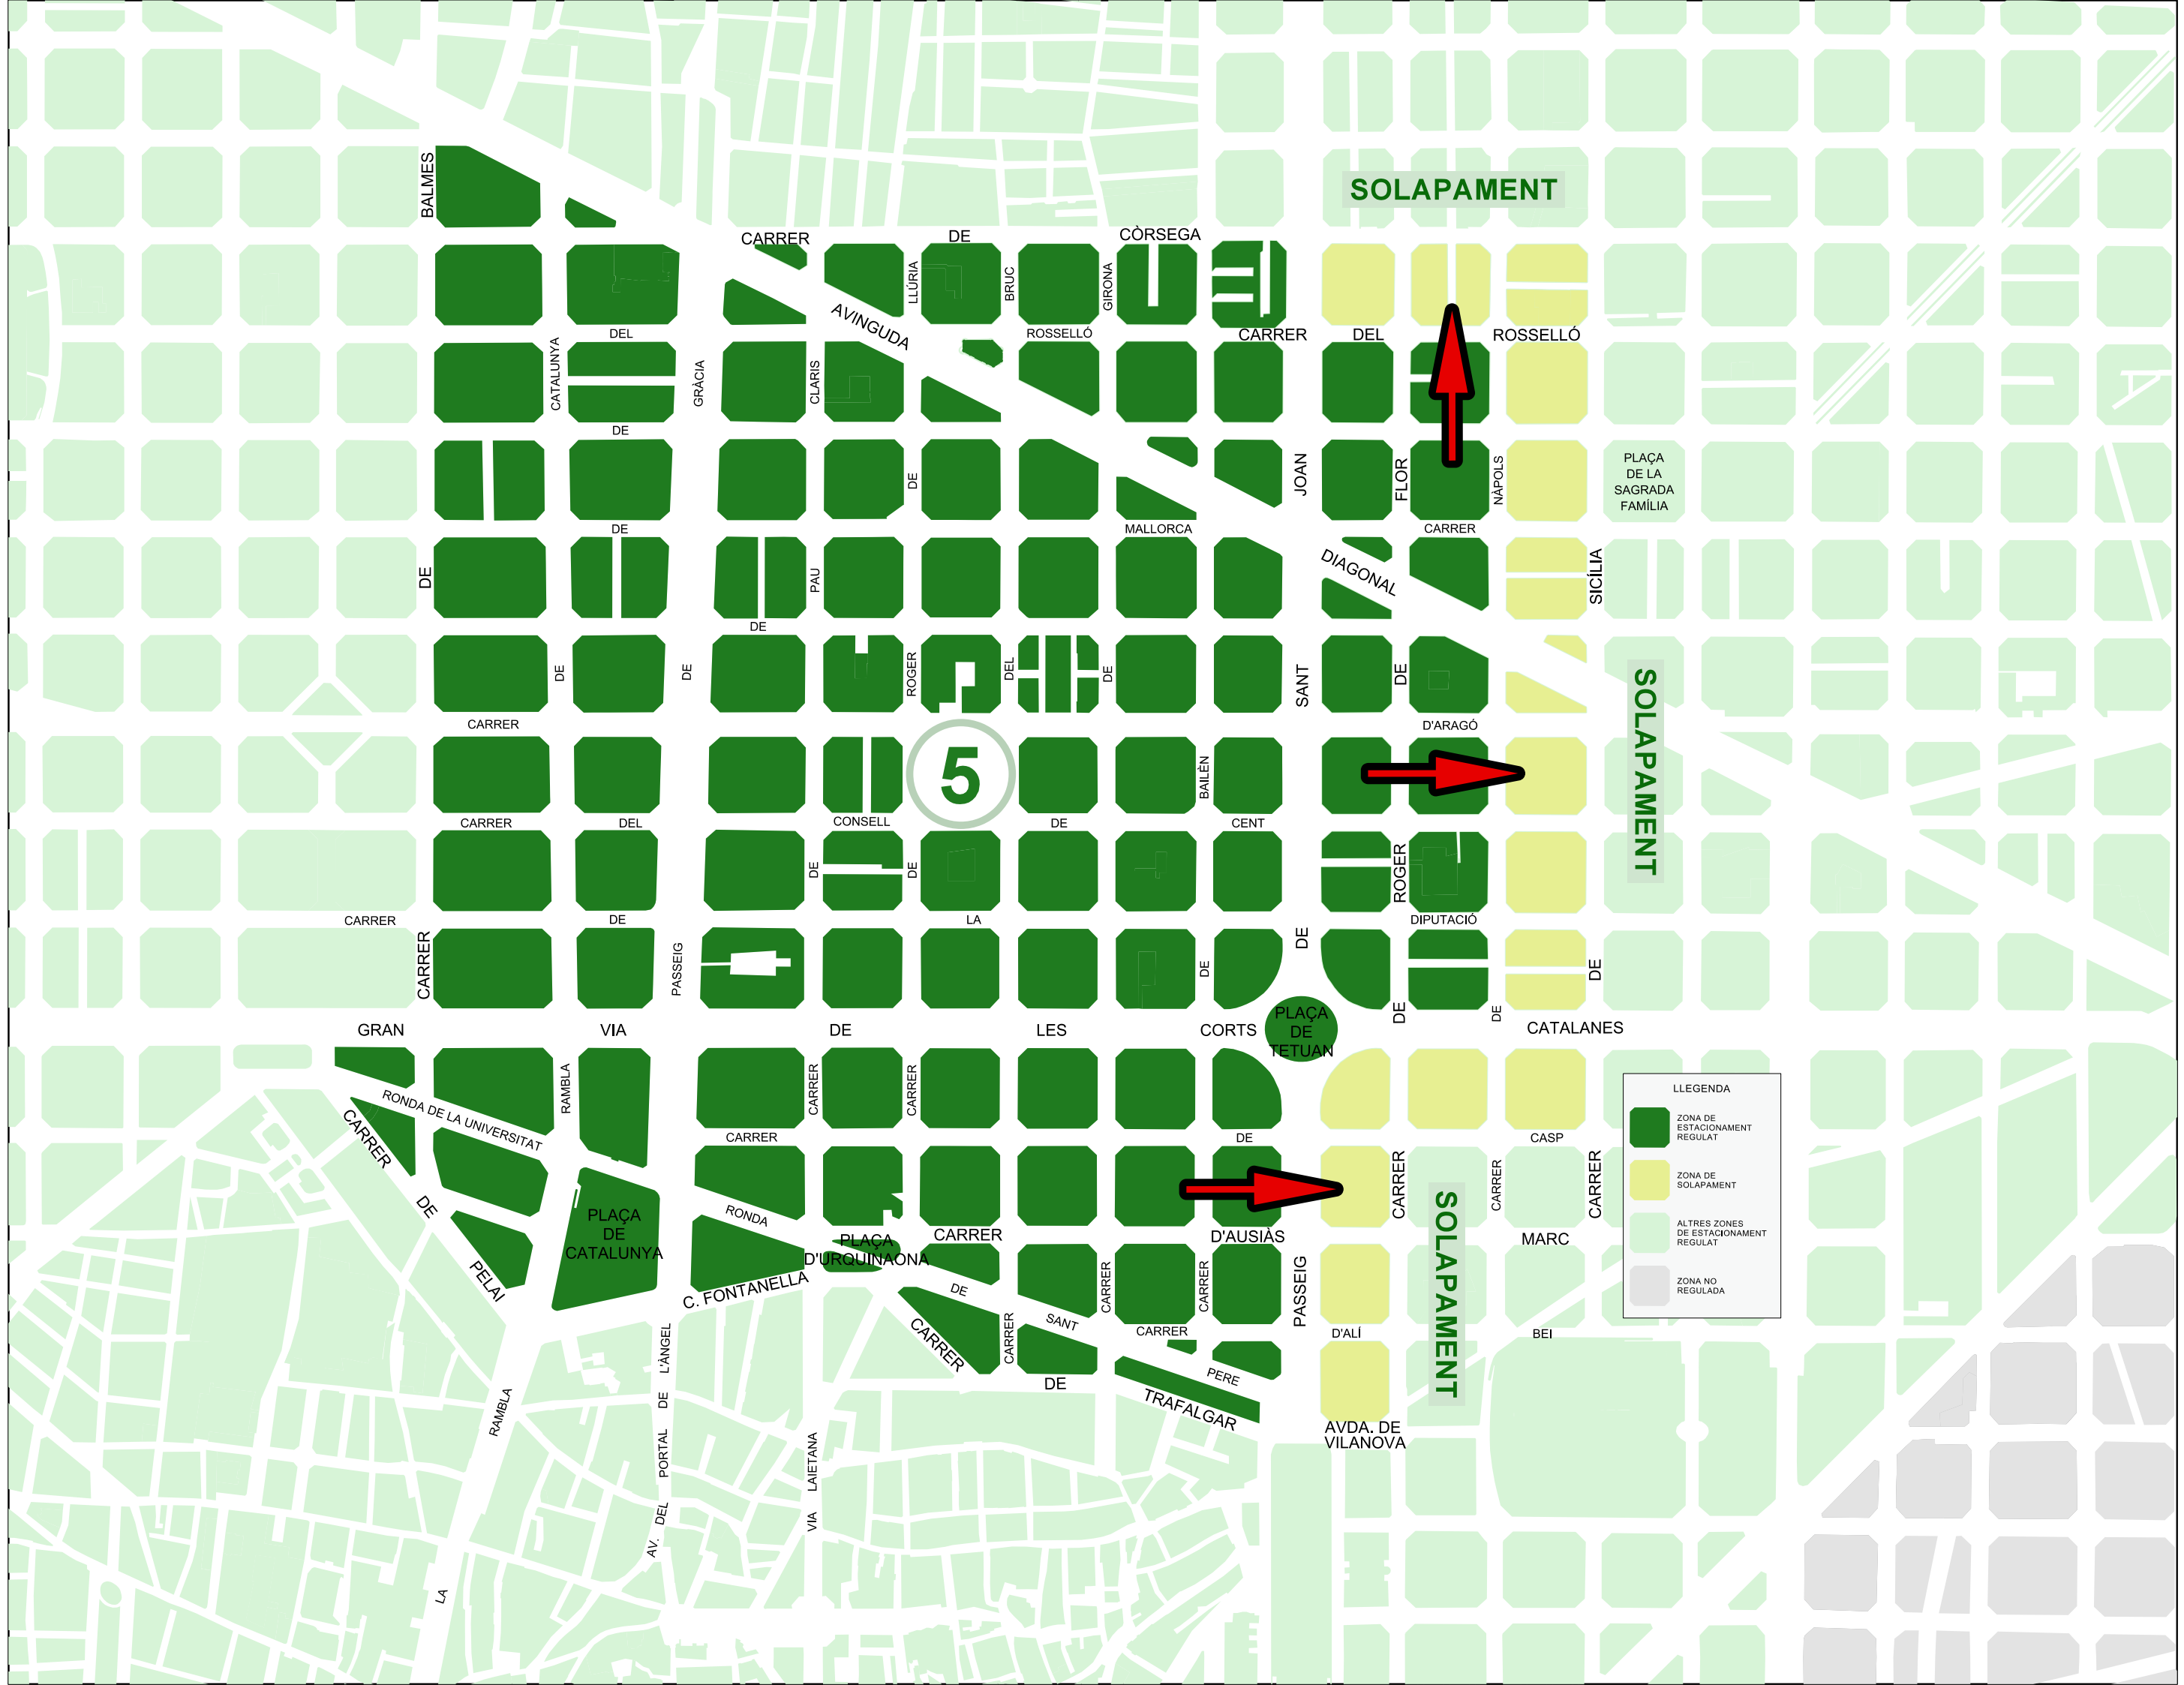 BALMES
SOLAPAMENT
CARRER
DE
CÒRSEGA
LLÚRIA
BRUC
GIRONA
AVINGUDA
DEL
ROSSELLÓ
CARRER
DEL
ROSSELLÓ
CATALUNYA
GRÀCIA
CLARIS
DE
DE
JOAN
FLOR
NÀPOLS
PLAÇA
DE LA
SAGRADA
FAMÍLIA
DE
MALLORCA
CARRER
DE
PAU
DIAGONAL
SICÍLIA
DE
DE
DE
ROGER
DEL
DE
SANT
DE
SOLAPAMENT
CARRER
D'ARAGÓ
5
BAILÈN
CARRER
DEL
CONSELL
DE
CENT
DE
DE
ROGER
CARRER
DE
LA
DIPUTACIÓ
CARRER
PASSEIG
DE
DE
DE
DE
DE
GRAN
VIA
DE
LES
CORTS
PLAÇA
DE
TETUAN
CATALANES
RAMBLA
CARRER
CARRER
RONDA DE LA UNIVERSITAT
CARRER
DE
PELAI
CARRER
DE
CASP
CARRER
CARRER
CARRER
SOLAPAMENT
PLAÇA
DE
CATALUNYA
RONDA
PLAÇA
D'URQUINAONA
CARRER
D'AUSIÀS
MARC
C. FONTANELLA
DE
SANT
PERE
CARRER
CARRER
CARRER
PASSEIG
CARRER
DE
TRAFALGAR
CARRER
D'ALÍ
BEI
AVDA. DE
VILANOVA
LA
RAMBLA
AV. DEL PORTAL DE L'ÀNGEL
VIA LAIETANA
LLEGENDA
ZONA DE
ESTACIONAMENT
REGULAT
ZONA DE
SOLAPAMENT
ALTRES ZONES
DE ESTACIONAMENT
REGULAT
ZONA NO
REGULADA